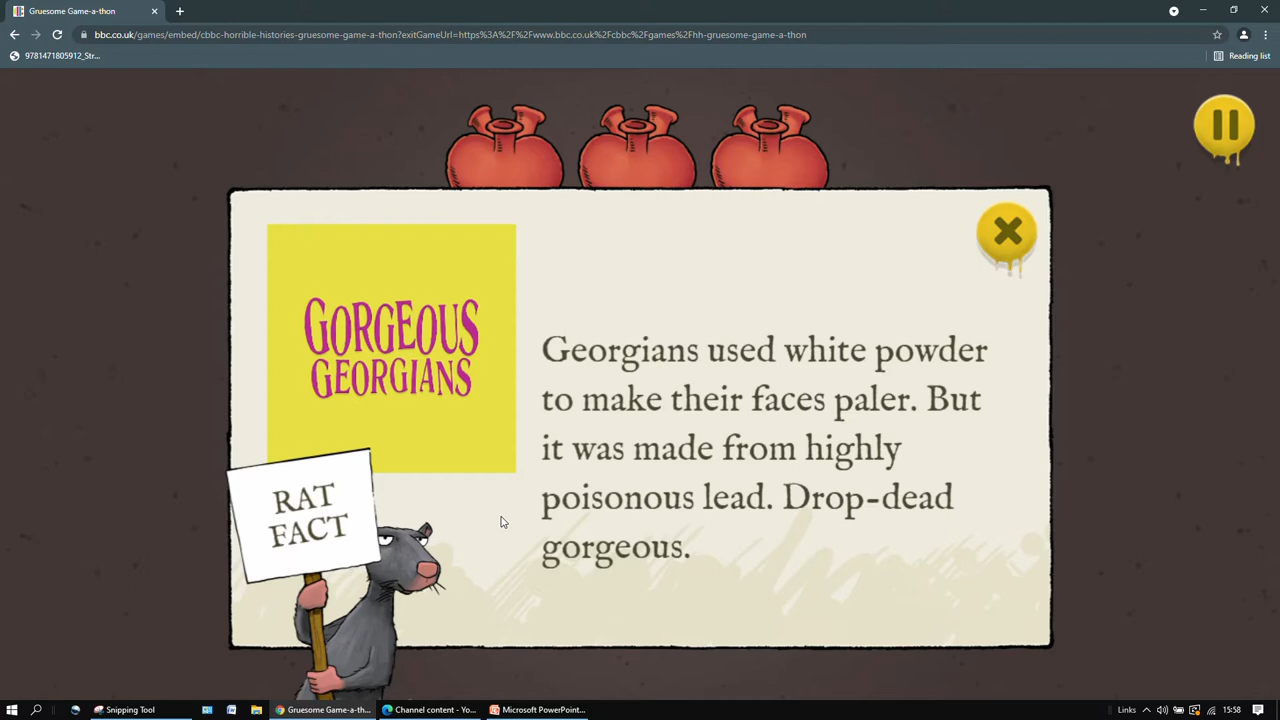 Gruesome Game-a-thon
bbc.co.uk/games/embed/cbbc-horrible-histories-gruesome-game-a-thon?exitGameUrl=https%3A%2F%2Fwww.bbc.co.uk%2Fcbbc%2Fgames%2Fhh-gruesome-game-a-thon
9781471805912_Str...
Reading list
GORGEOUS
GEORGIANS
Georgians used white powder
to make their faces paler. But
it was made from highly
poisonous lead. Drop-dead
gorgeous.
RAT
FACT
Snipping Tool
Gruesome Game-a-th...
Channel content - Yo...
Microsoft PowerPoint...
Links
15:58